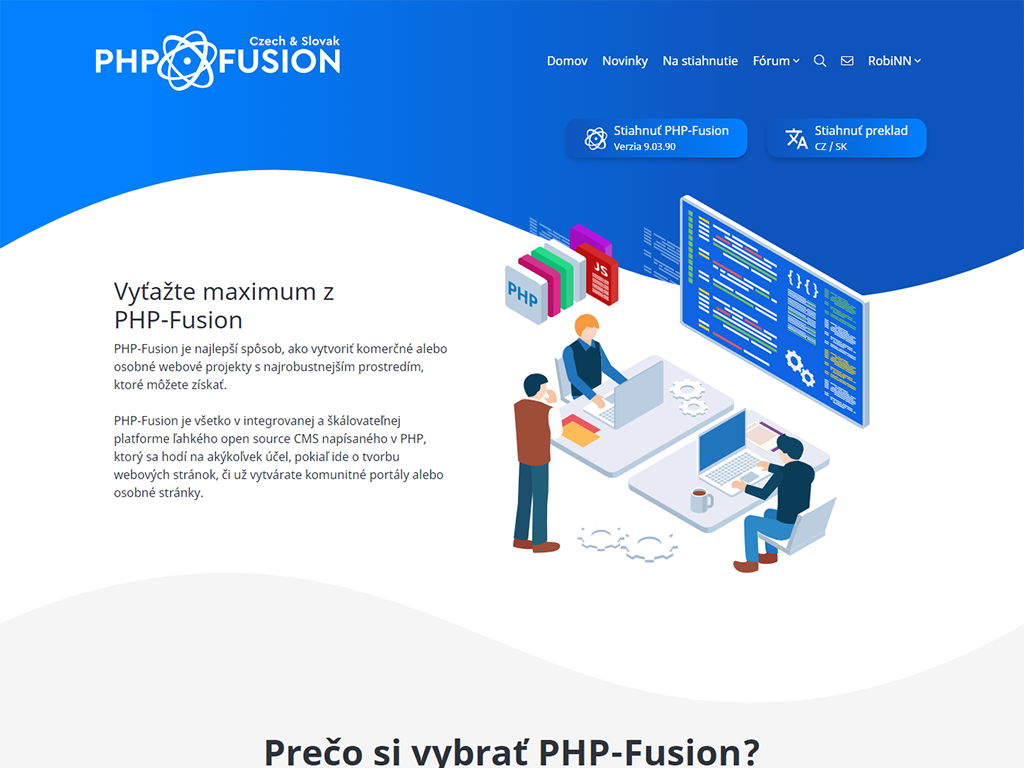 Czech & Slovak
PHP FUSION
Domov Novinky Na stiahnutie Fórum RobiNN
Stiahnuť PHP-Fusion
Verzia 9.03.90
Stiahnuť preklad
CZ / SK
JS
PHP
{}{}
Vyťažte maximum z
PHP-Fusion
PHP-Fusion je najlepší spôsob, ako vytvoriť komerčné alebo
osobné webové projekty s najrobustnejším prostredím,
ktoré môžete získať.
PHP-Fusion je všetko v integrovanej a škálovateľnej
platforme ľahkého open source CMS napísaného v PHP,
ktorý sa hodí na akýkoľvek účel, pokiaľ ide o tvorbu
webových stránok, či už vytvárate komunitné portály alebo
osobné stránky.
Prečo si vybrať PHP-Fusion?